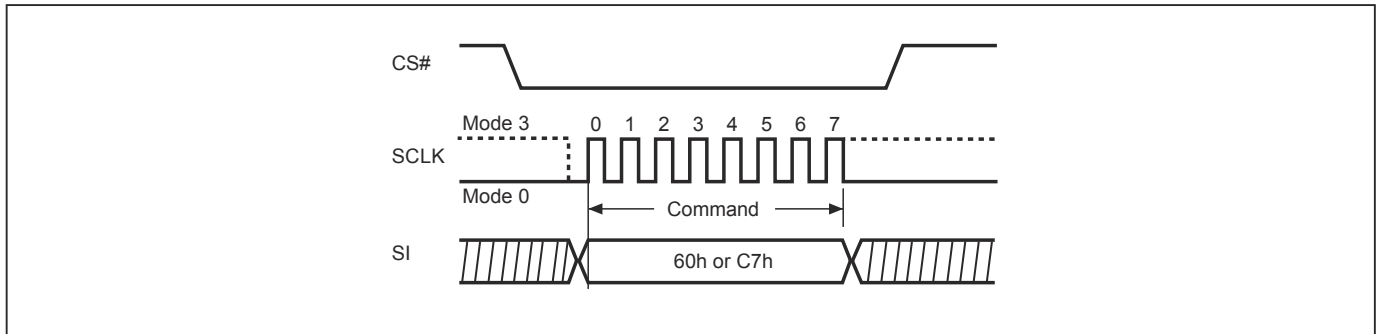 CS#
Mode 3
0 1 2 3 4 5 6 7
SCLK
Mode 0
Command
SI
60h or C7h